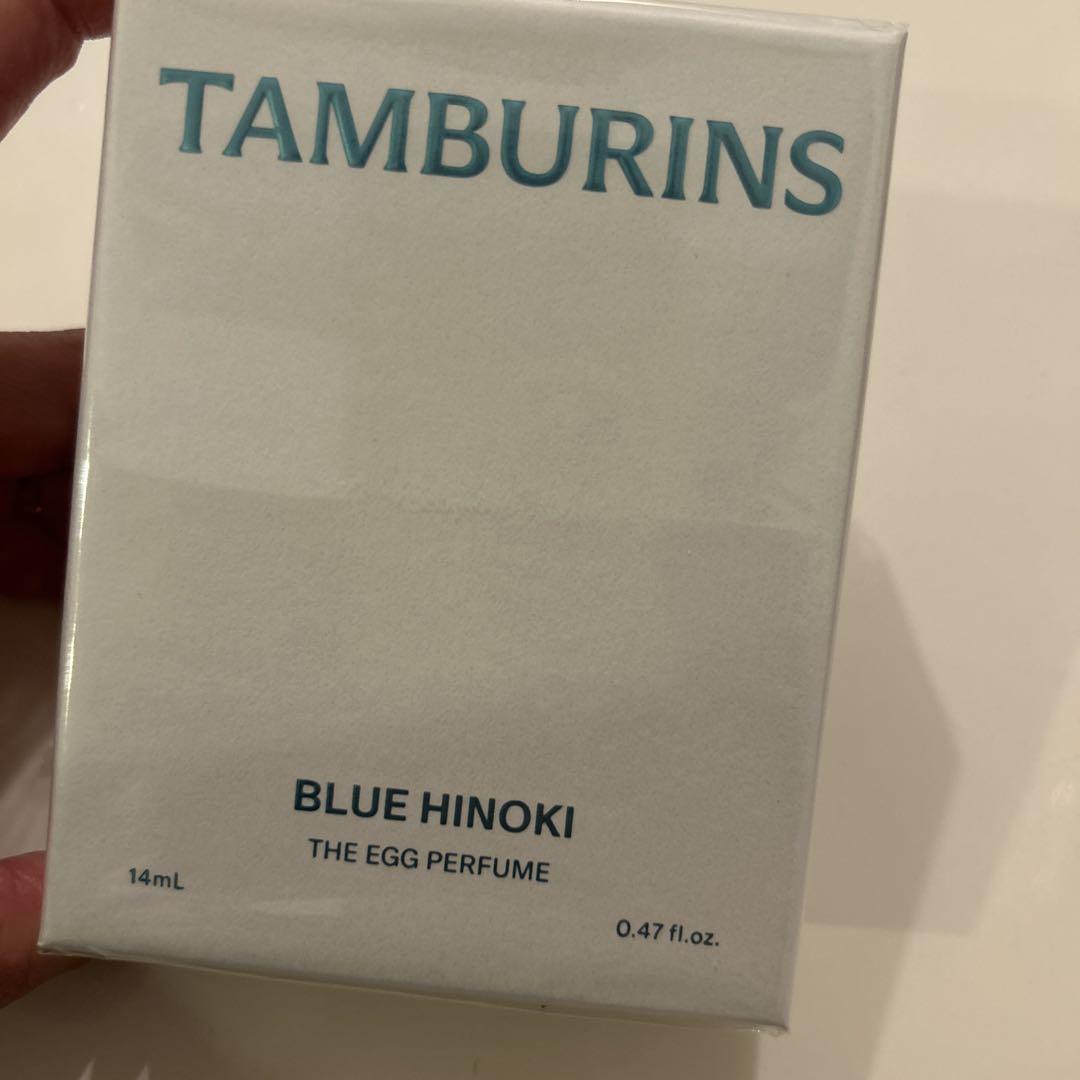 TAMBURINS
BLUE HINOKI
THE EGG PERFUME
14mL
0.47 fl.oz.